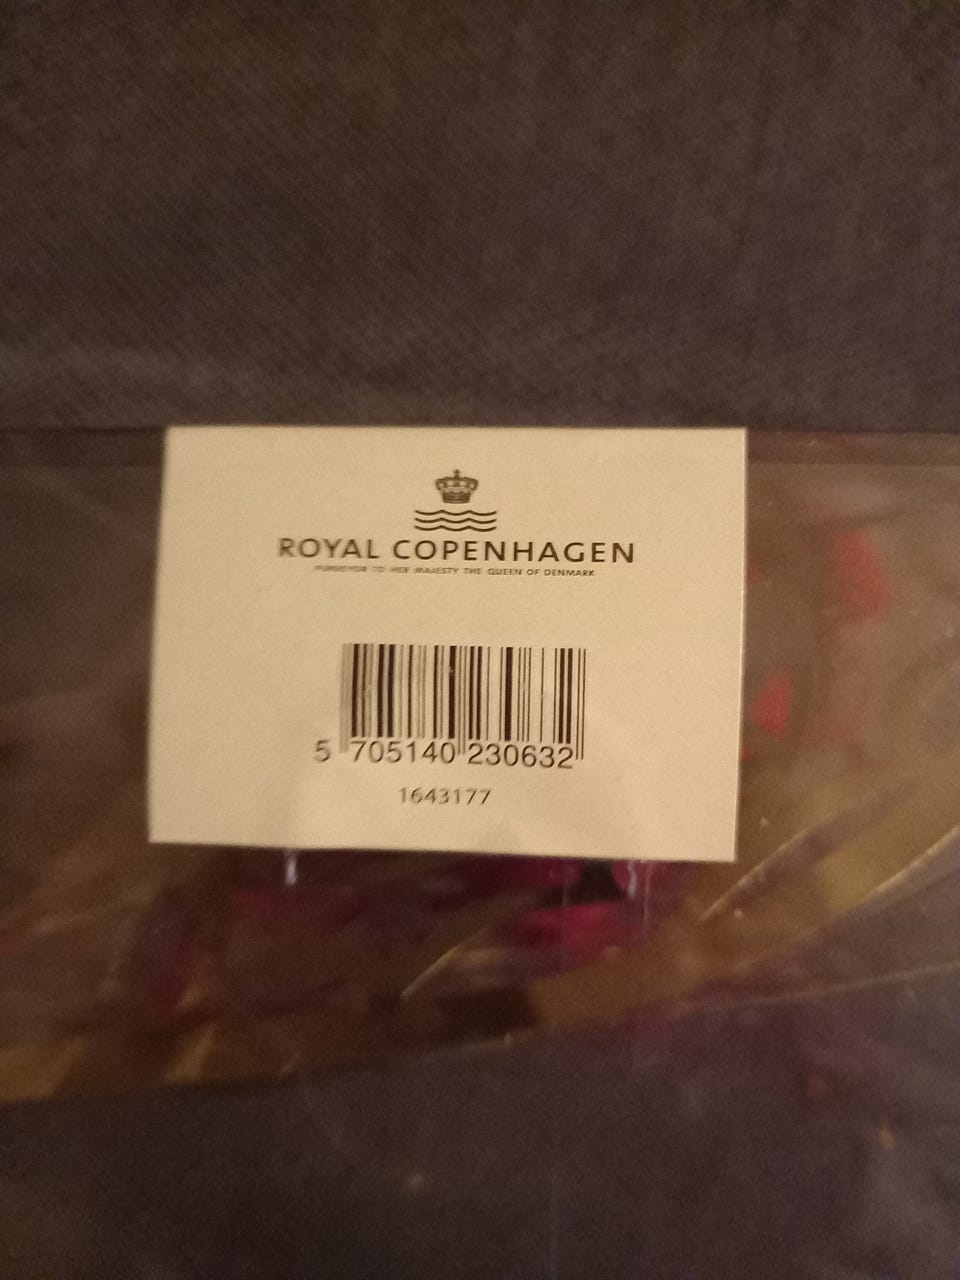 ROYAL COPENHAGEN
PURVEYOR TO HER MAJESTY THE QUEEN OF DENMARK
5 705140 230632
1643177